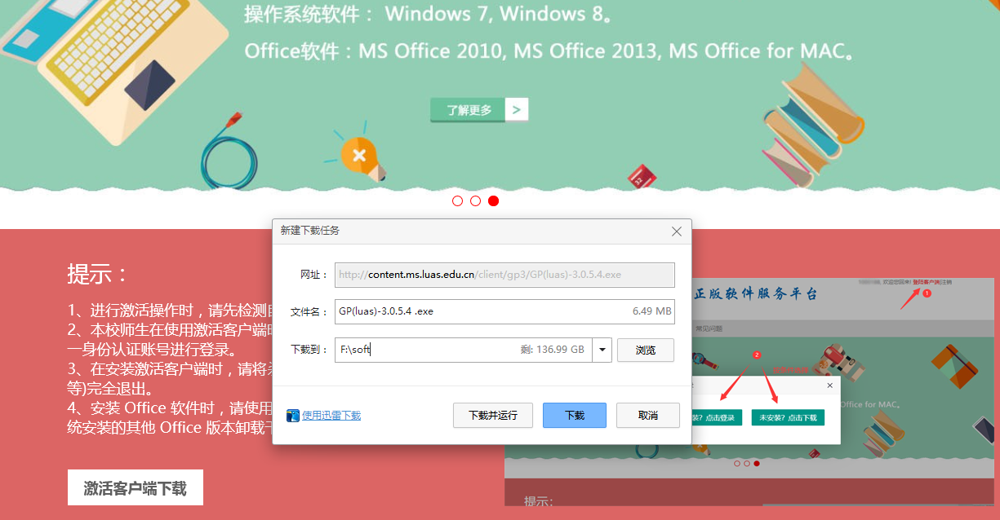 操作系统软件： Windows 7, Windows 8。
Office软件：MS Office 2010, MS Office 2013, MS Office for MAC。
了解更多 >
新建下载任务
网址： http://content.ms.luas.edu.cn/client/gp3/GP(luas)-3.0.5.4.exe
文件名： GP(luas)-3.0.5.4 .exe 6.49 MB
下载到： F:\soft 剩: 136.99 GB 浏览
使用迅雷下载 下载并运行 下载 取消
提示：
1、进行激活操作时，请先检测
2、本校师生在使用激活客户端
一身份认证账号进行登录。
3、在安装激活客户端时，请将
等)完全退出。
4、安装 Office 软件时，请使用
统安装的其他 Office 版本卸载
激活客户端下载
欢迎您回来! 登陆客户端|注销
1
正版软件服务平台
常见问题
2
Office for MAC。
装？点击登录 未安装？点击下载
提示：